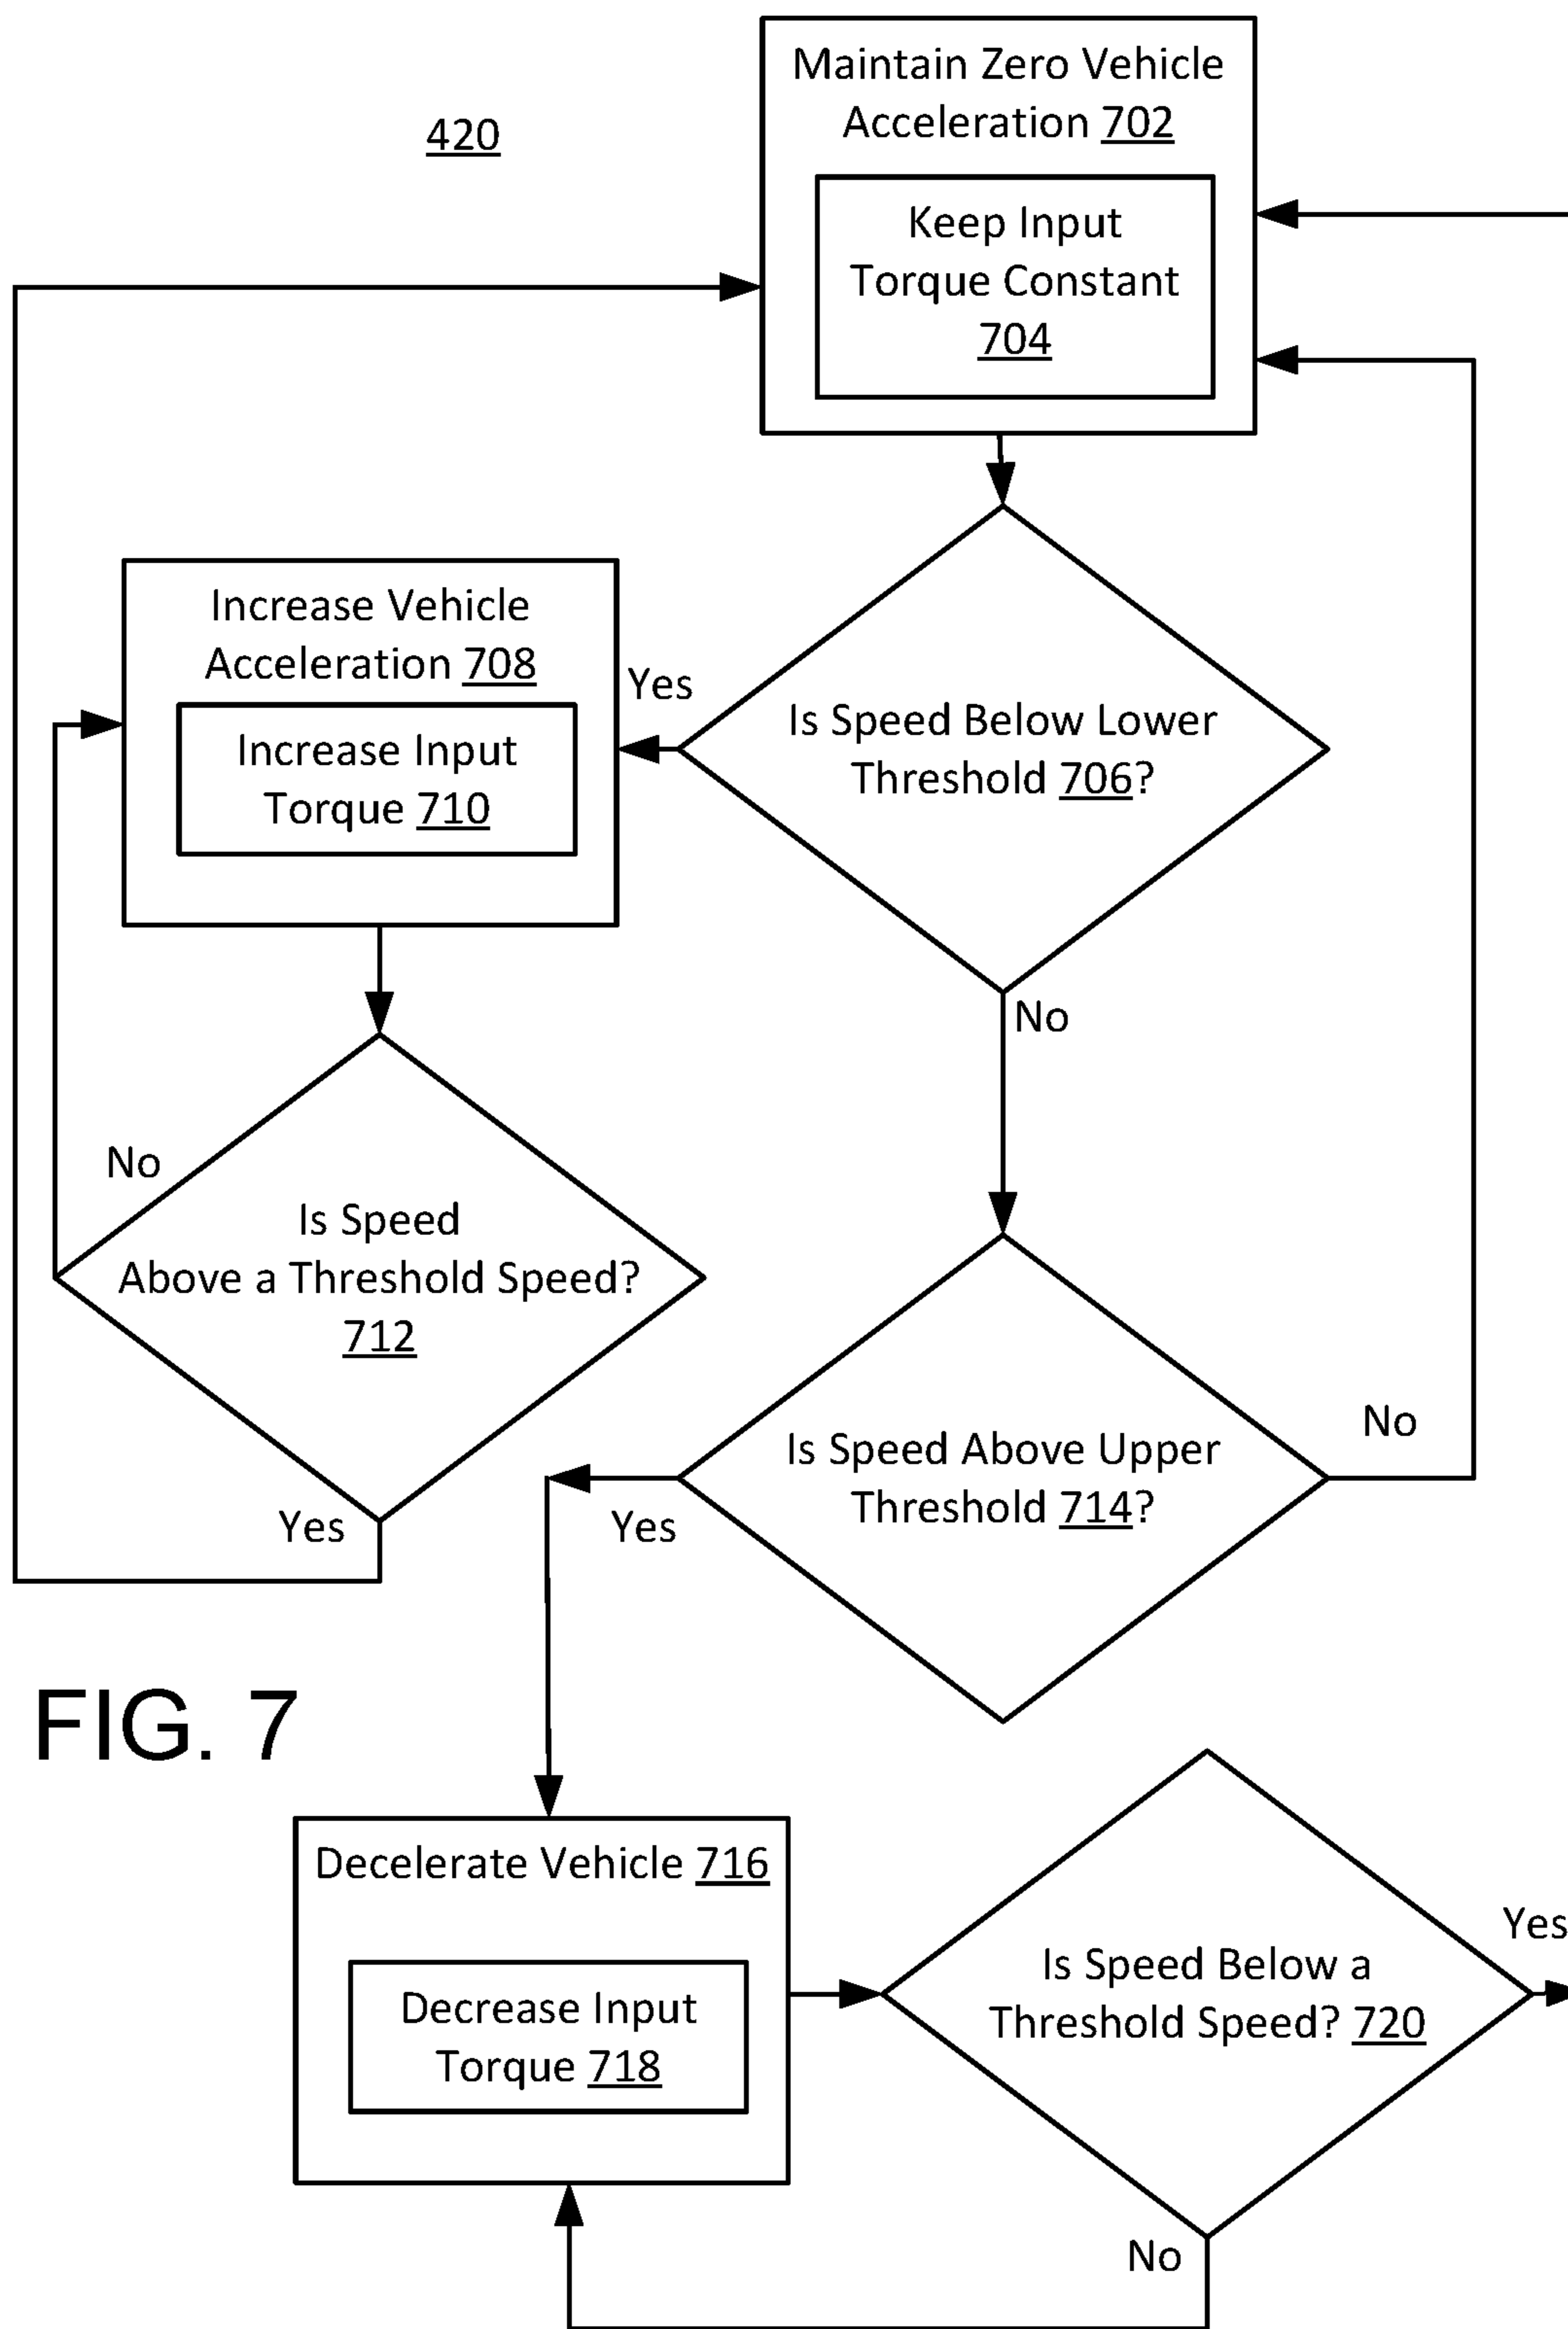 420
Maintain Zero Vehicle
Acceleration 702
Keep Input
Torque Constant
704
Increase Vehicle
Acceleration 708
Increase Input
Torque 710
Yes
Is Speed Below Lower
Threshold 706?
No
No
Is Speed
Above a Threshold Speed?
712
Yes
Is Speed Above Upper
Threshold 714?
No
Yes
FIG. 7
Decelerate Vehicle 716
Decrease Input
Torque 718
Is Speed Below a
Threshold Speed? 720
Yes
No